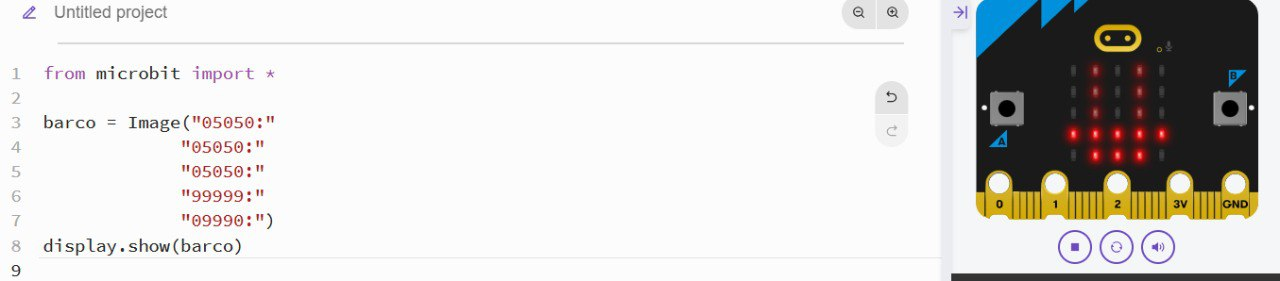 Untitled project
1 from microbit import *
2
3 barco = Image("05050:"
4 "05050:"
5 "05050:"
6 "99999:"
7 "09990:")
8 display.show(barco)
9
B
A
0 1 2 3V GND